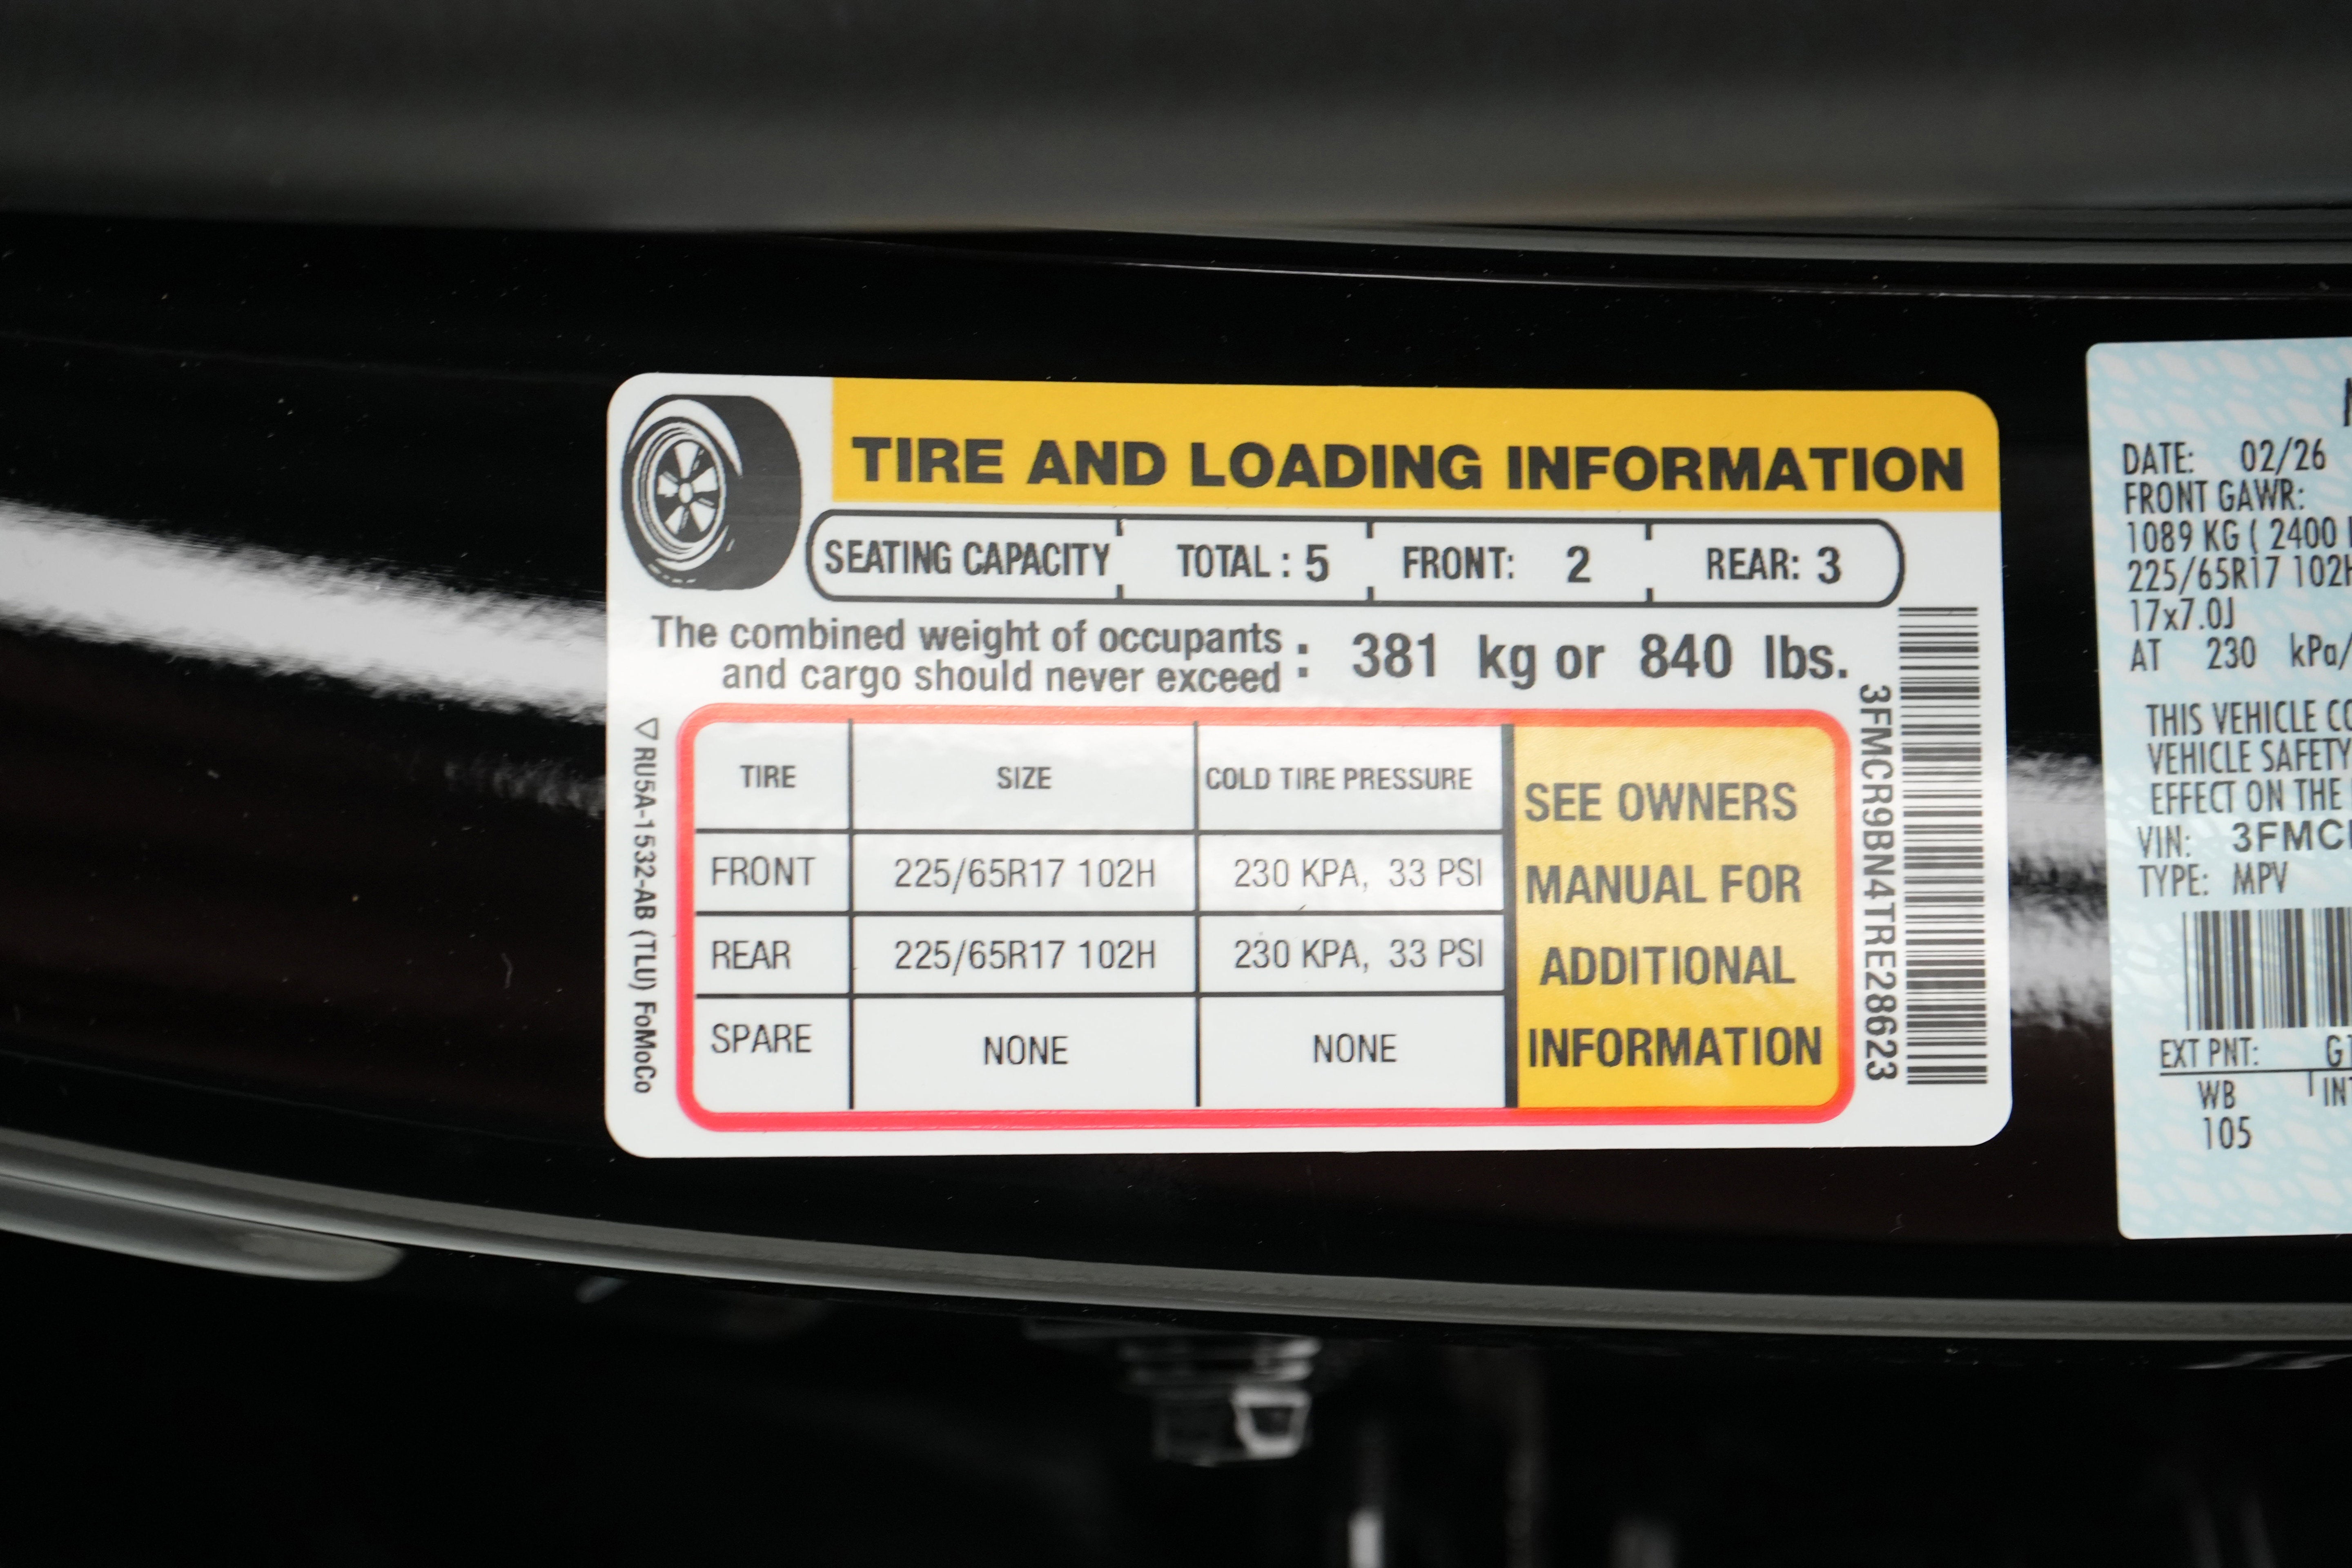 TIRE AND LOADING INFORMATION
SEATING CAPACITY TOTAL : 5 FRONT: 2 REAR: 3
The combined weight of occupants
and cargo should never exceed : 381 kg or 840 lbs.
TIRE SIZE COLD TIRE PRESSURE
FRONT 225/65R17 102H 230 KPA, 33 PSI
REAR 225/65R17 102H 230 KPA, 33 PSI
SPARE NONE NONE
SEE OWNERS
MANUAL FOR
ADDITIONAL
INFORMATION
RU5A-1532-AB (TLU) FoMoCo
3FMCR9BN4TRE28623
DATE: 02/26
FRONT GAWR:
1089 KG ( 2400
225/65R17 102H
17x7.0J
AT 230 kPa/
THIS VEHICLE
VEHICLE SAFETY
EFFECT ON THE
VIN: 3FMC
TYPE: MPV
EXT PNT:
WB
105